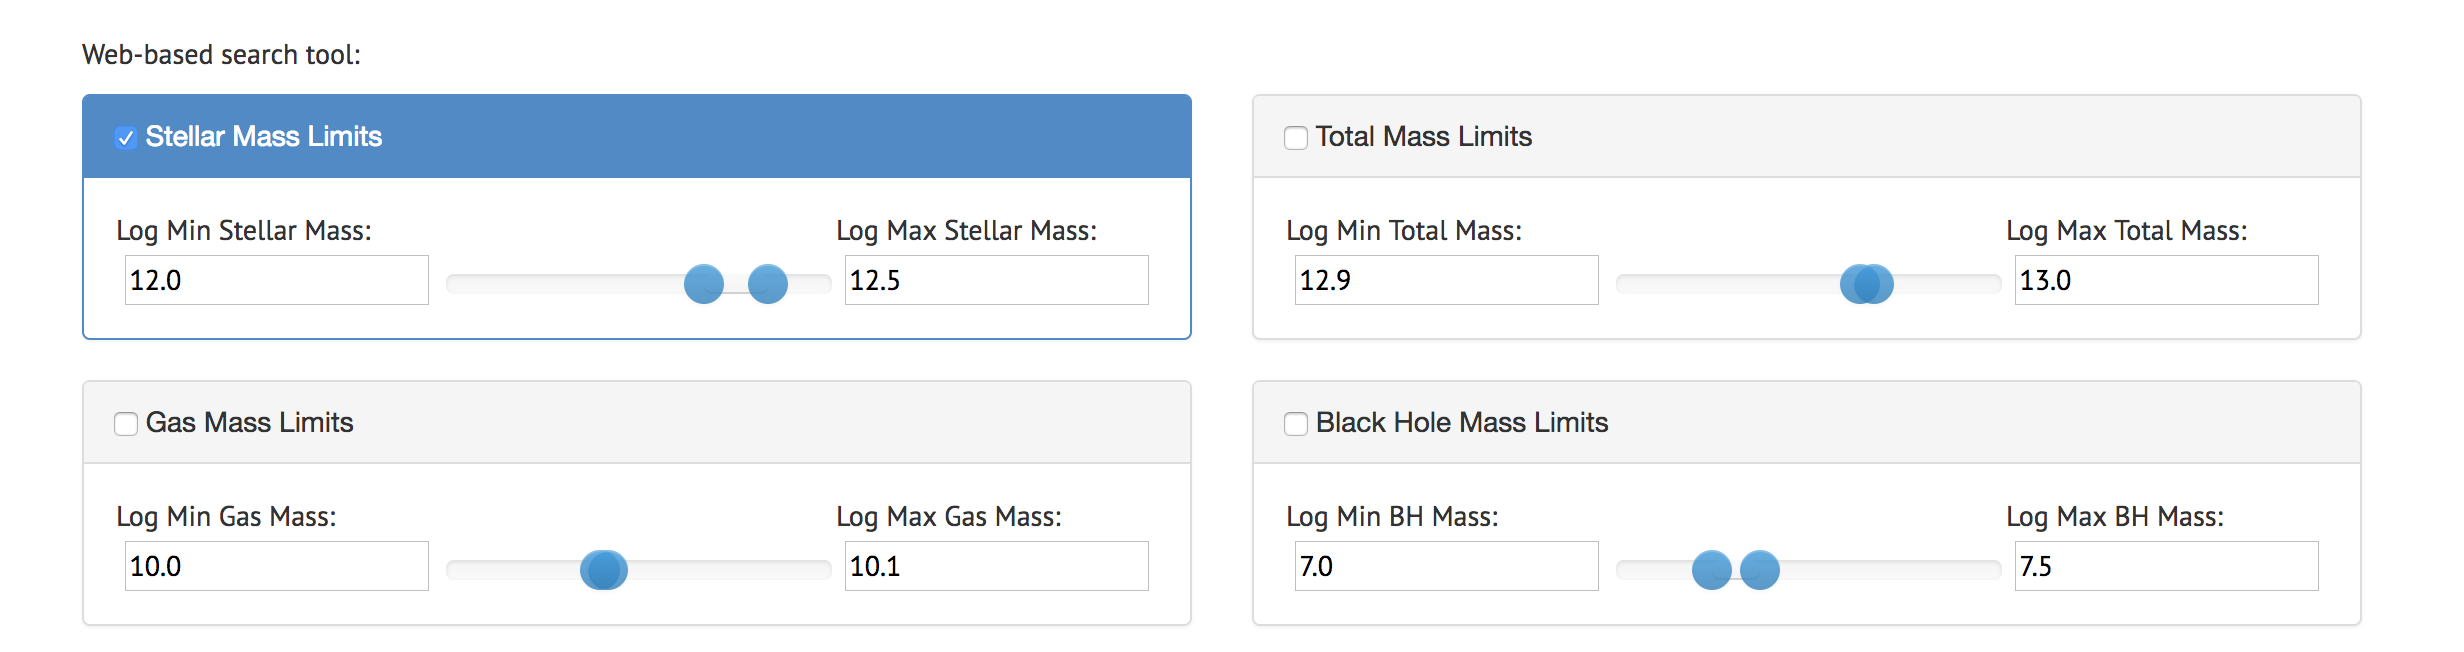 Web-based search tool:
Stellar Mass Limits
Log Min Stellar Mass:
12.0
Log Max Stellar Mass:
12.5
Total Mass Limits
Log Min Total Mass:
12.9
Log Max Total Mass:
13.0
Gas Mass Limits
Log Min Gas Mass:
10.0
Log Max Gas Mass:
10.1
Black Hole Mass Limits
Log Min BH Mass:
7.0
Log Max BH Mass:
7.5